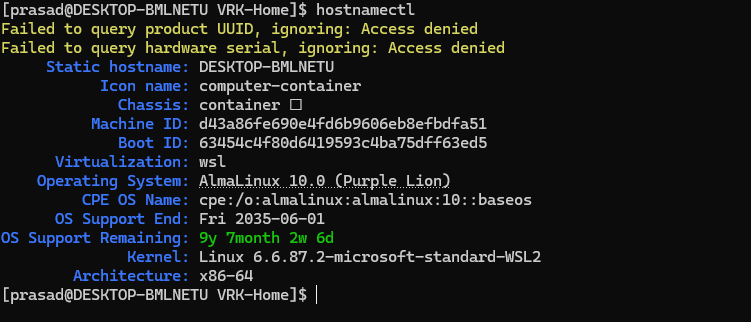 [prasad@DESKTOP-BMLNETU VRK-Home]$ hostnamectl
Failed to query product UUID, ignoring: Access denied
Failed to query hardware serial, ignoring: Access denied
Static hostname: DESKTOP-BMLNETU
Icon name: computer-container
Chassis: container □
Machine ID: d43a86fe690e4fd6b9606eb8efbdfa51
Boot ID: 63454c4f80d6419593c4ba75dff63ed5
Virtualization: wsl
Operating System: AlmaLinux 10.0 (Purple Lion)
CPE OS Name: cpe:/o:almalinux:almalinux:10::baseos
OS Support End: Fri 2035-06-01
OS Support Remaining: 9y 7month 2w 6d
Kernel: Linux 6.6.87.2-microsoft-standard-WSL2
Architecture: x86-64
[prasad@DESKTOP-BMLNETU VRK-Home]$